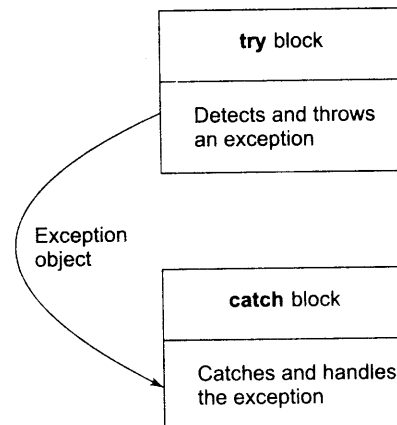 try block
Detects and throws
an exception
Exception
object
catch block
Catches and handles
the exception